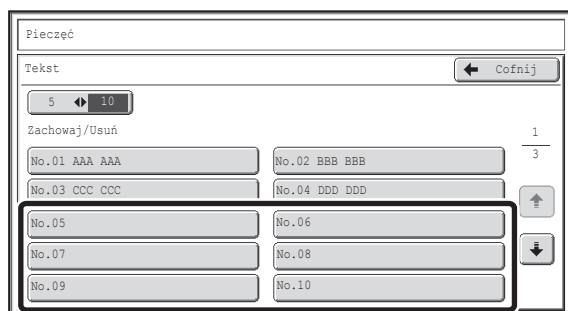 Pieczęć
Tekst
Cofnij
5 10
Zachowaj/Usuń
1
3
No.01 AAA AAA No.02 BBB BBB
No.03 CCC CCC No.04 DDD DDD
No.05 No.06
No.07 No.08
No.09 No.10